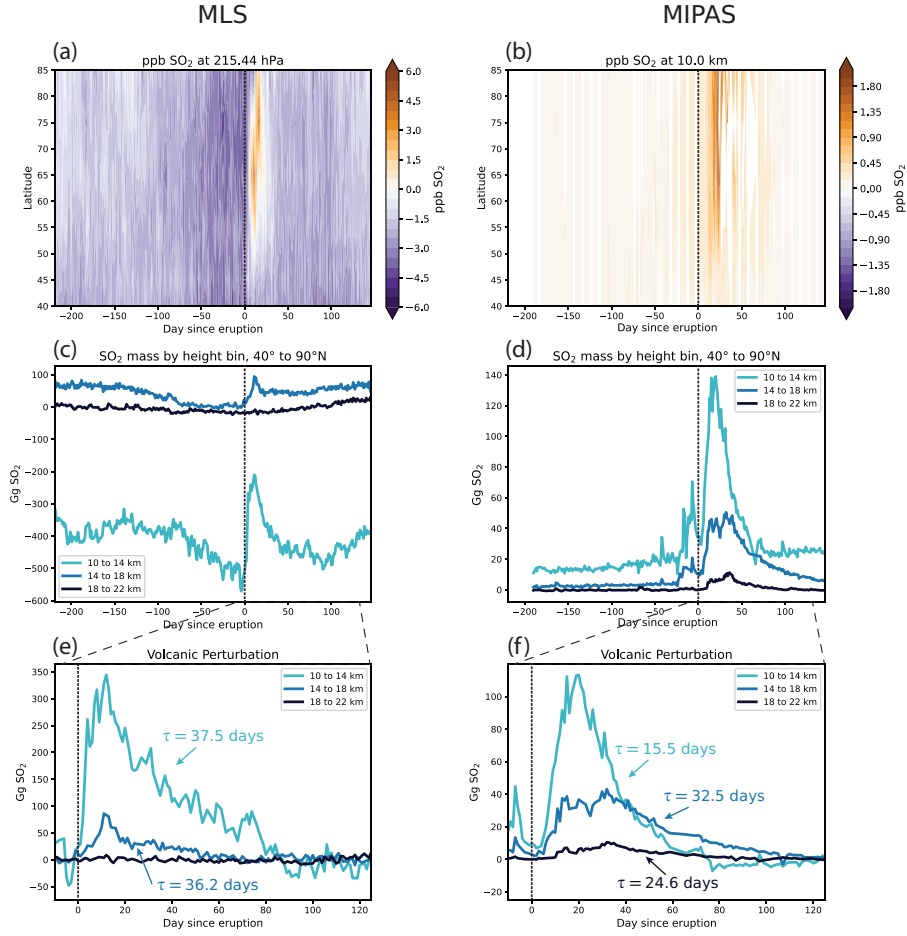 MLS
MIPAS
(a)
ppb SO₂ at 215.44 hPa
85
80
75
70
65
60
55
50
45
40
Latitude
−200 −150 −100 −50 0 50 100
Day since eruption
6.0
4.5
3.0
1.5
0.0
−1.5
−3.0
−4.5
−6.0
ppb SO₂
(b)
ppb SO₂ at 10.0 km
85
80
75
70
65
60
55
50
45
40
Latitude
−200 −150 −100 −50 0 50 100
Day since eruption
1.80
1.35
0.90
0.45
0.00
−0.45
−0.90
−1.35
−1.80
ppb SO₂
(c)
SO₂ mass by height bin, 40° to 90°N
100
0
−100
−200
−300
−400
−500
−600
Gg SO₂
10 to 14 km
14 to 18 km
18 to 22 km
−200 −150 −100 −50 0 50 100
Day since eruption
(d)
SO₂ mass by height bin, 40° to 90°N
140
120
100
80
60
40
20
0
Gg SO₂
10 to 14 km
14 to 18 km
18 to 22 km
−200 −150 −100 −50 0 50 100
Day since eruption
(e)
Volcanic Perturbation
350
300
250
200
150
100
50
0
−50
Gg SO₂
10 to 14 km
14 to 18 km
18 to 22 km
τ = 37.5 days
τ = 36.2 days
0 20 40 60 80 100 120
Day since eruption
(f)
Volcanic Perturbation
100
80
60
40
20
0
−20
Gg SO₂
10 to 14 km
14 to 18 km
18 to 22 km
τ = 15.5 days
τ = 32.5 days
τ = 24.6 days
0 20 40 60 80 100 120
Day since eruption